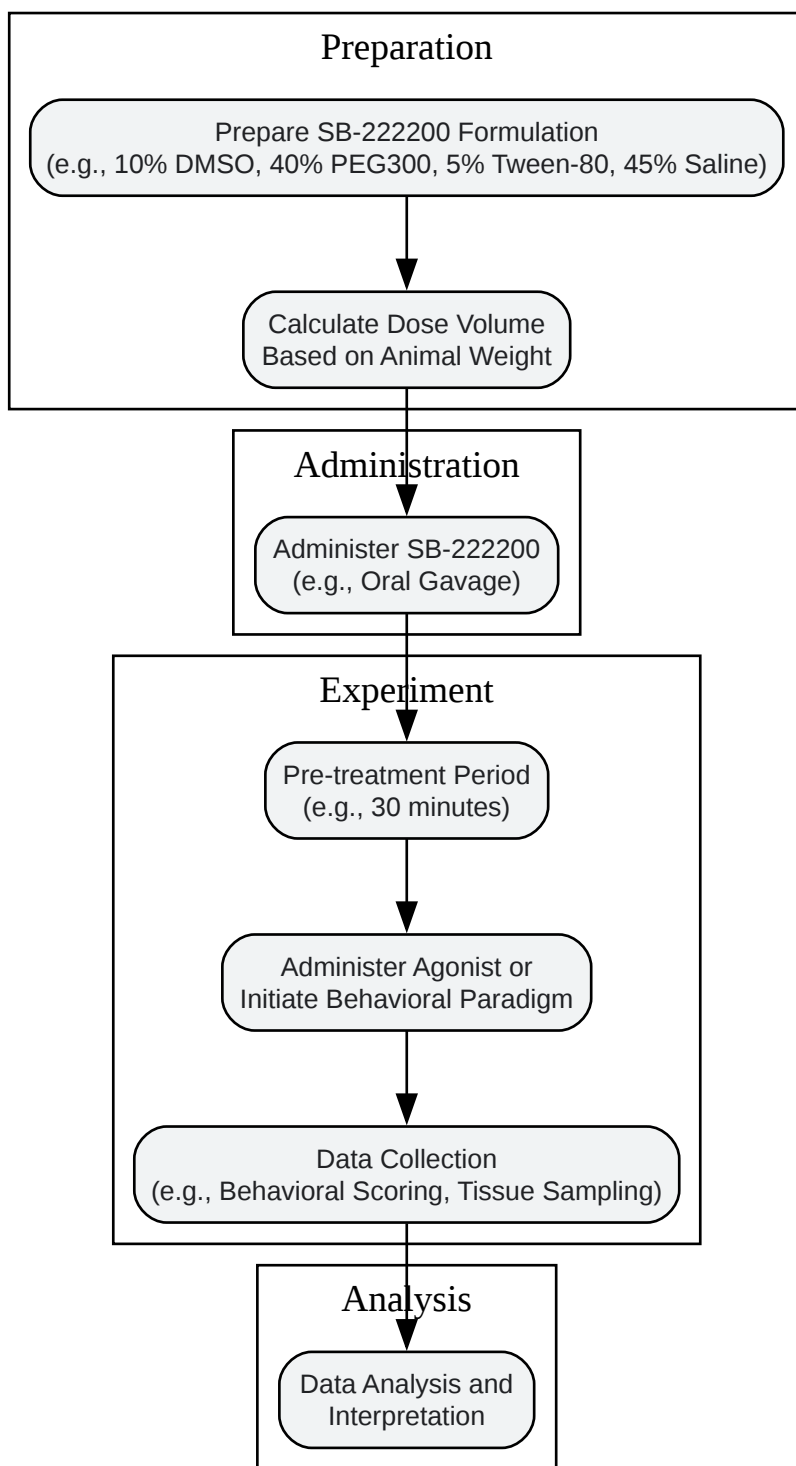 Preparation
Prepare SB-222200 Formulation
(e.g., 10% DMSO, 40% PEG300, 5% Tween-80, 45% Saline)
Calculate Dose Volume
Based on Animal Weight
Administration
Administer SB-222200
(e.g., Oral Gavage)
Experiment
Pre-treatment Period
(e.g., 30 minutes)
Administer Agonist or
Initiate Behavioral Paradigm
Data Collection
(e.g., Behavioral Scoring, Tissue Sampling)
Analysis
Data Analysis and
Interpretation